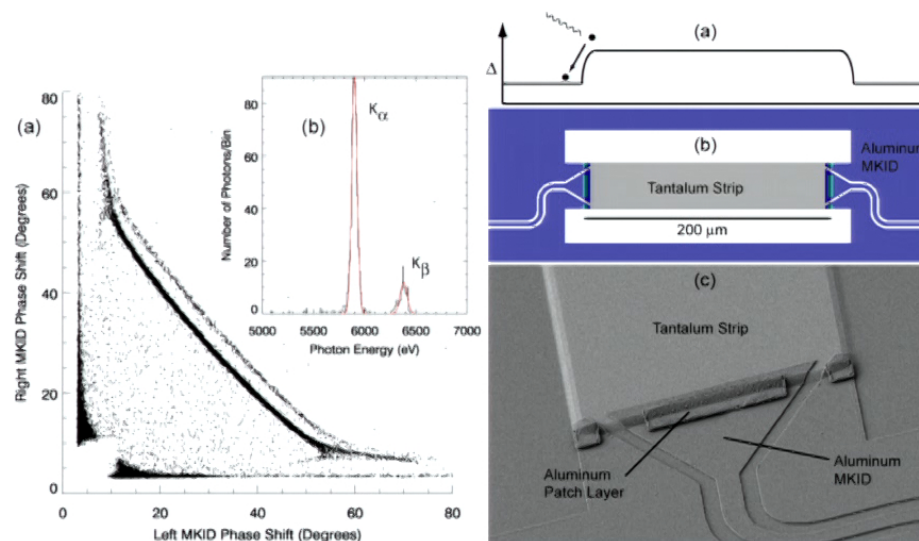 (a)
80
60
40
20
0
0
20
40
60
80
Right MKID Phase Shift (Degrees)
Left MKID Phase Shift (Degrees)
(b)
Kα
Kβ
80
60
40
20
0
5000
5500
6000
6500
7000
Number of Photons/Bin
Photon Energy (eV)
(a)
Δ
(b)
Aluminum
MKID
Tantalum Strip
200 µm
(c)
Tantalum Strip
Aluminum
Patch Layer
Aluminum
MKID